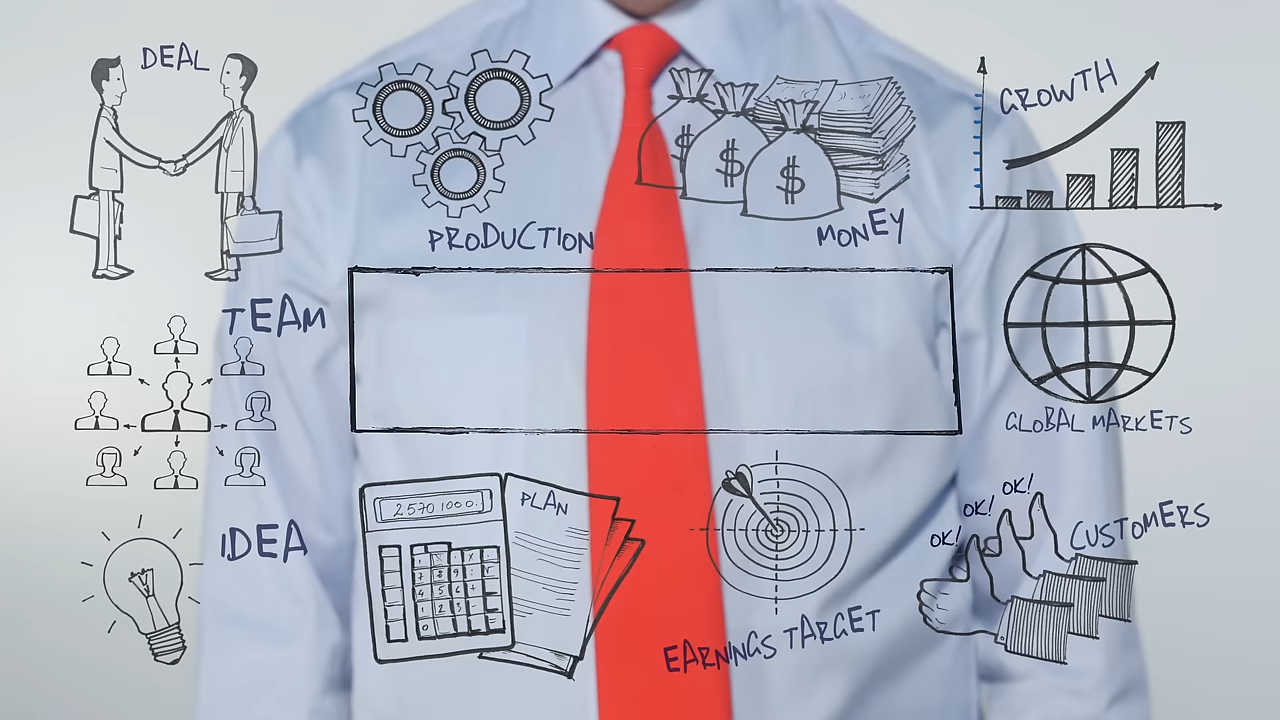 DEAL
PRODUCTION
$ $ $
MONEY
GROWTH
TEAM
GLOBAL MARKETS
IDEA
2570 1000.
PLAN
EARNINGS TARGET
OK!
OK!
OK!
CUSTOMERS